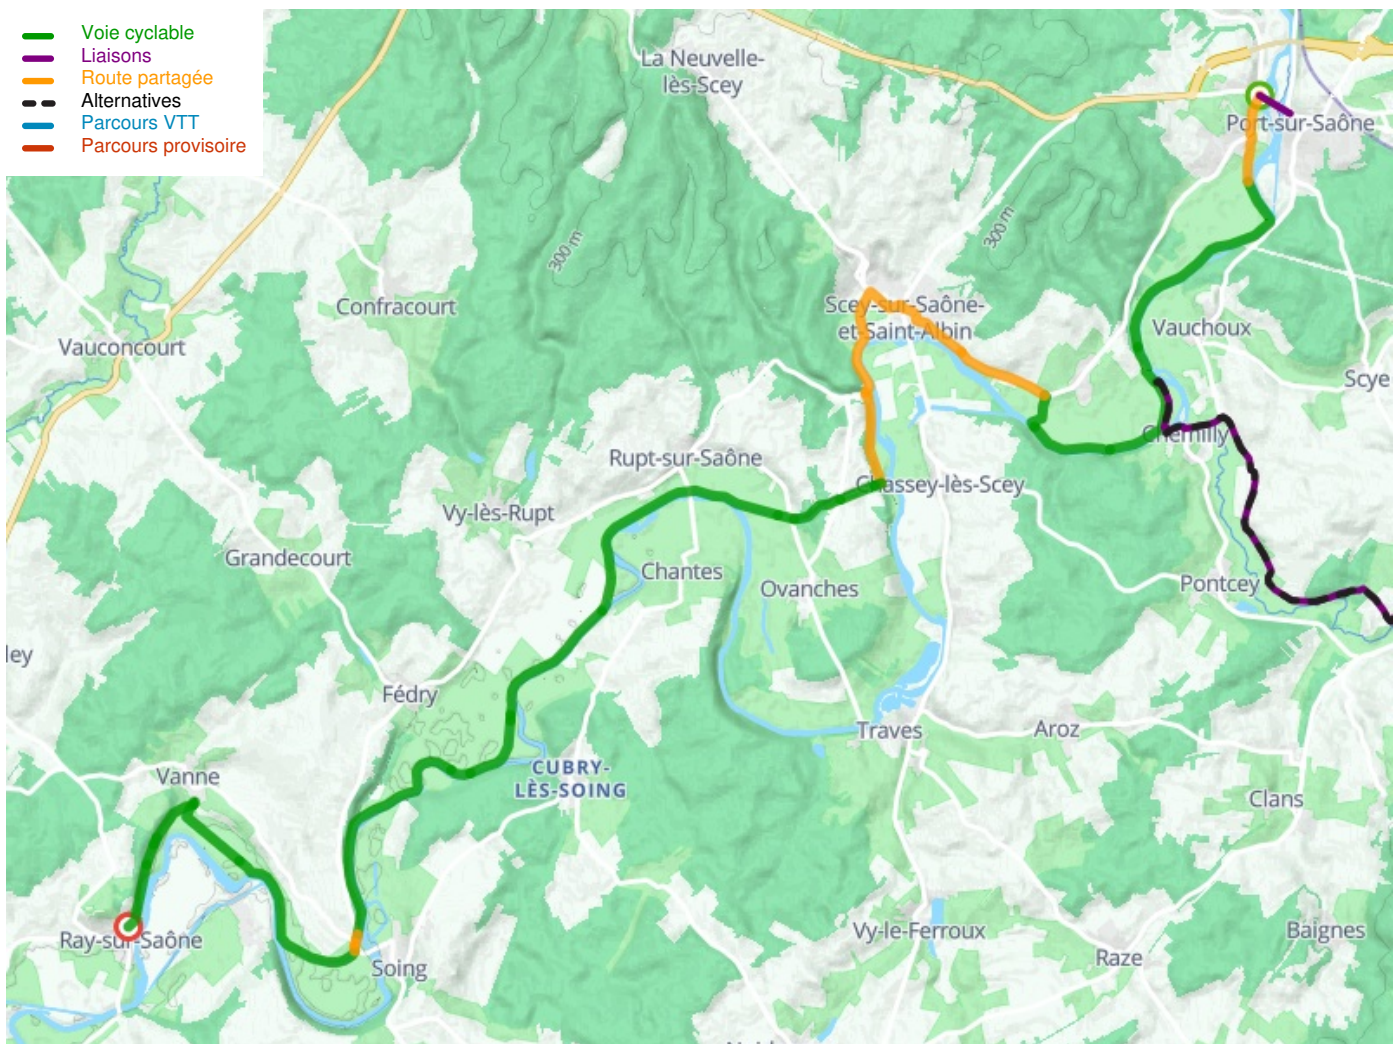 Voie cyclable
Liaisons
Route partagée
Alternatives
Parcours VTT
Parcours provisoire
La Neuvelle-
lès-Scey
Port-sur-Saône
300 m
300 m
Confracourt
Scey-sur-Saône-
et-Saint-Albin
Vauchoux
Vauconcourt
Scye
Chemilly
Rupt-sur-Saône
Chassey-lès-Scey
Vy-lès-Rupt
Grandecourt
Chantes
Ovanches
Pontcey
ley
Fédry
Traves
Aroz
Vanne
CUBRY-
LÈS-SOING
Clans
Ray-sur-Saône
Vy-le-Ferroux
Baignes
Raze
Soing